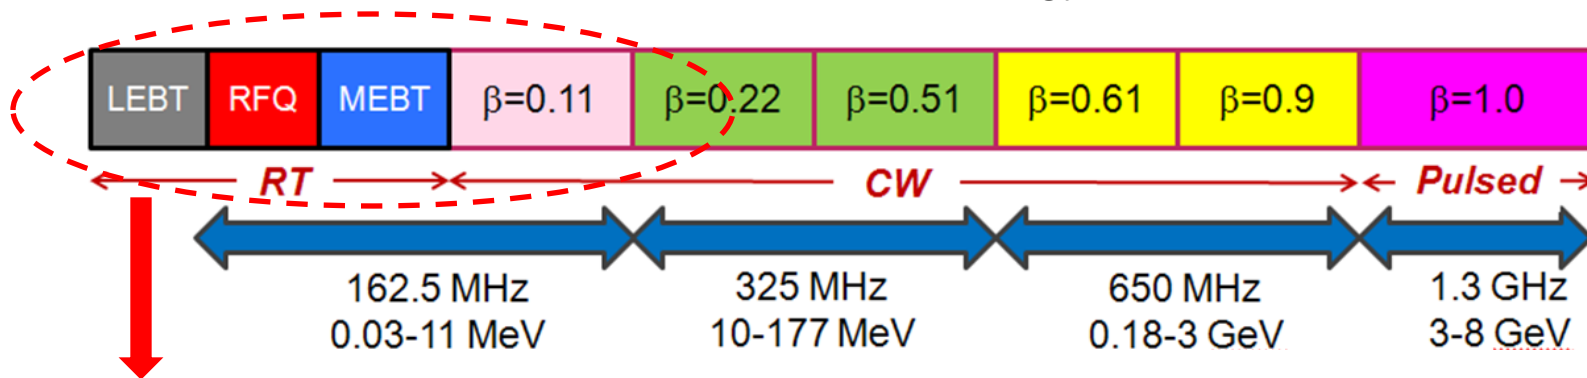 LEBT RFQ MEBT β=0.11 β=0.22 β=0.51 β=0.61 β=0.9 β=1.0
RT CW Pulsed
162.5 MHz 325 MHz 650 MHz 1.3 GHz
0.03-11 MeV 10-177 MeV 0.18-3 GeV 3-8 GeV